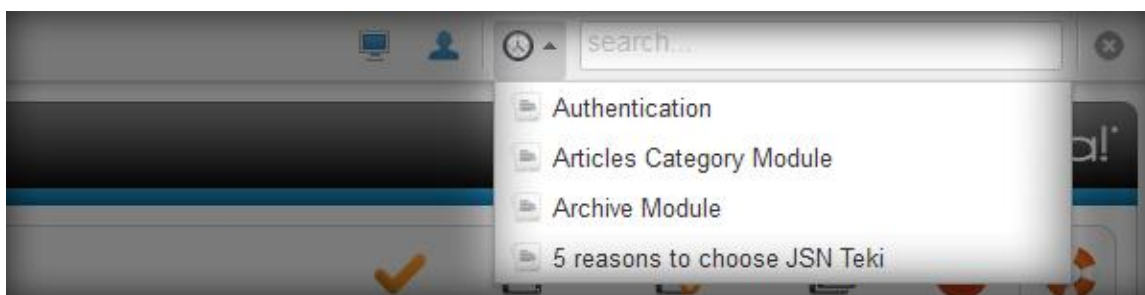 search...
Authentication
Articles Category Module
Archive Module
5 reasons to choose JSN Teki